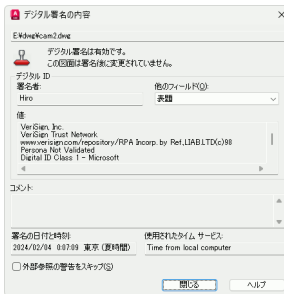 デジタル署名の内容
E:¥dwg¥cam2.dwg
デジタル署名は有効です。
この図面は署名後に変更されていません。
デジタル ID
署名者:
他のフィールド(O):
Hiro
表題
値:
VeriSign, Inc.
VeriSign Trust Network
www.verisign.com/repository/RPA Incorp. by Ref.,LIAB.LTD(c)98
Persona Not Validated
Digital ID Class 1 - Microsoft
コメント:
署名の日付と時刻:
使用されたタイム サービス:
2024/02/04 0:07:09 東京 (夏時間)
Time from local computer
外部参照の警告をスキップ(S)
閉じる
ヘルプ